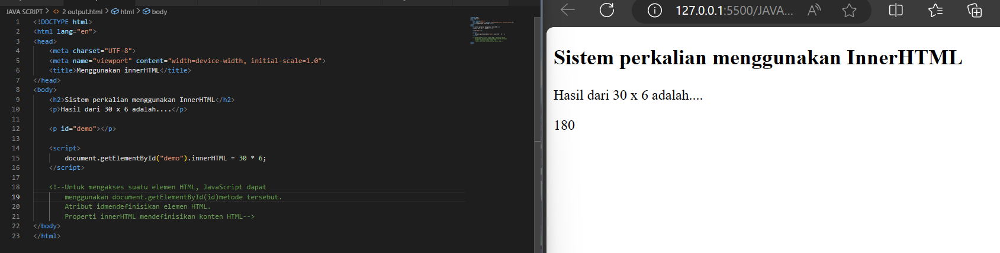 JAVA SCRIPT > <> 2 output.html > html > body
1 <!DOCTYPE html>
2 <html lang="en">
3 <head>
4 <meta charset="UTF-8">
5 <meta name="viewport" content="width=device-width, initial-scale=1.0">
6 <title>Menggunakan innerHTML</title>
7 </head>
8 <body>
9 <h2>Sistem perkalian menggunakan InnerHTML</h2>
10 <p>Hasil dari 30 x 6 adalah....</p>
11
12 <p id="demo"></p>
13
14 <script>
15 document.getElementById("demo").innerHTML = 30 * 6;
16 </script>
17
18 <!--Untuk mengakses suatu elemen HTML, JavaScript dapat
19 menggunakan document.getElementById(id)metode tersebut.
20 Atribut idmendefinisikan elemen HTML.
21 Properti innerHTML mendefinisikan konten HTML-->
22 </body>
23 </html>
127.0.0.1:5500/JAVA...
Sistem perkalian menggunakan InnerHTML
Hasil dari 30 x 6 adalah....
180